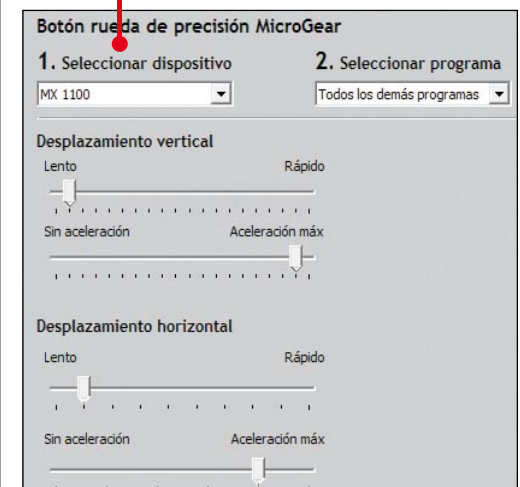 Botón rueda de precisión MicroGear
1. Seleccionar dispositivo 2. Seleccionar programa
MX 1100 Todos los demás programas
Desplazamiento vertical
Lento Rápido
Sin aceleración Aceleración máx
Desplazamiento horizontal
Lento Rápido
Sin aceleración Aceleración máx